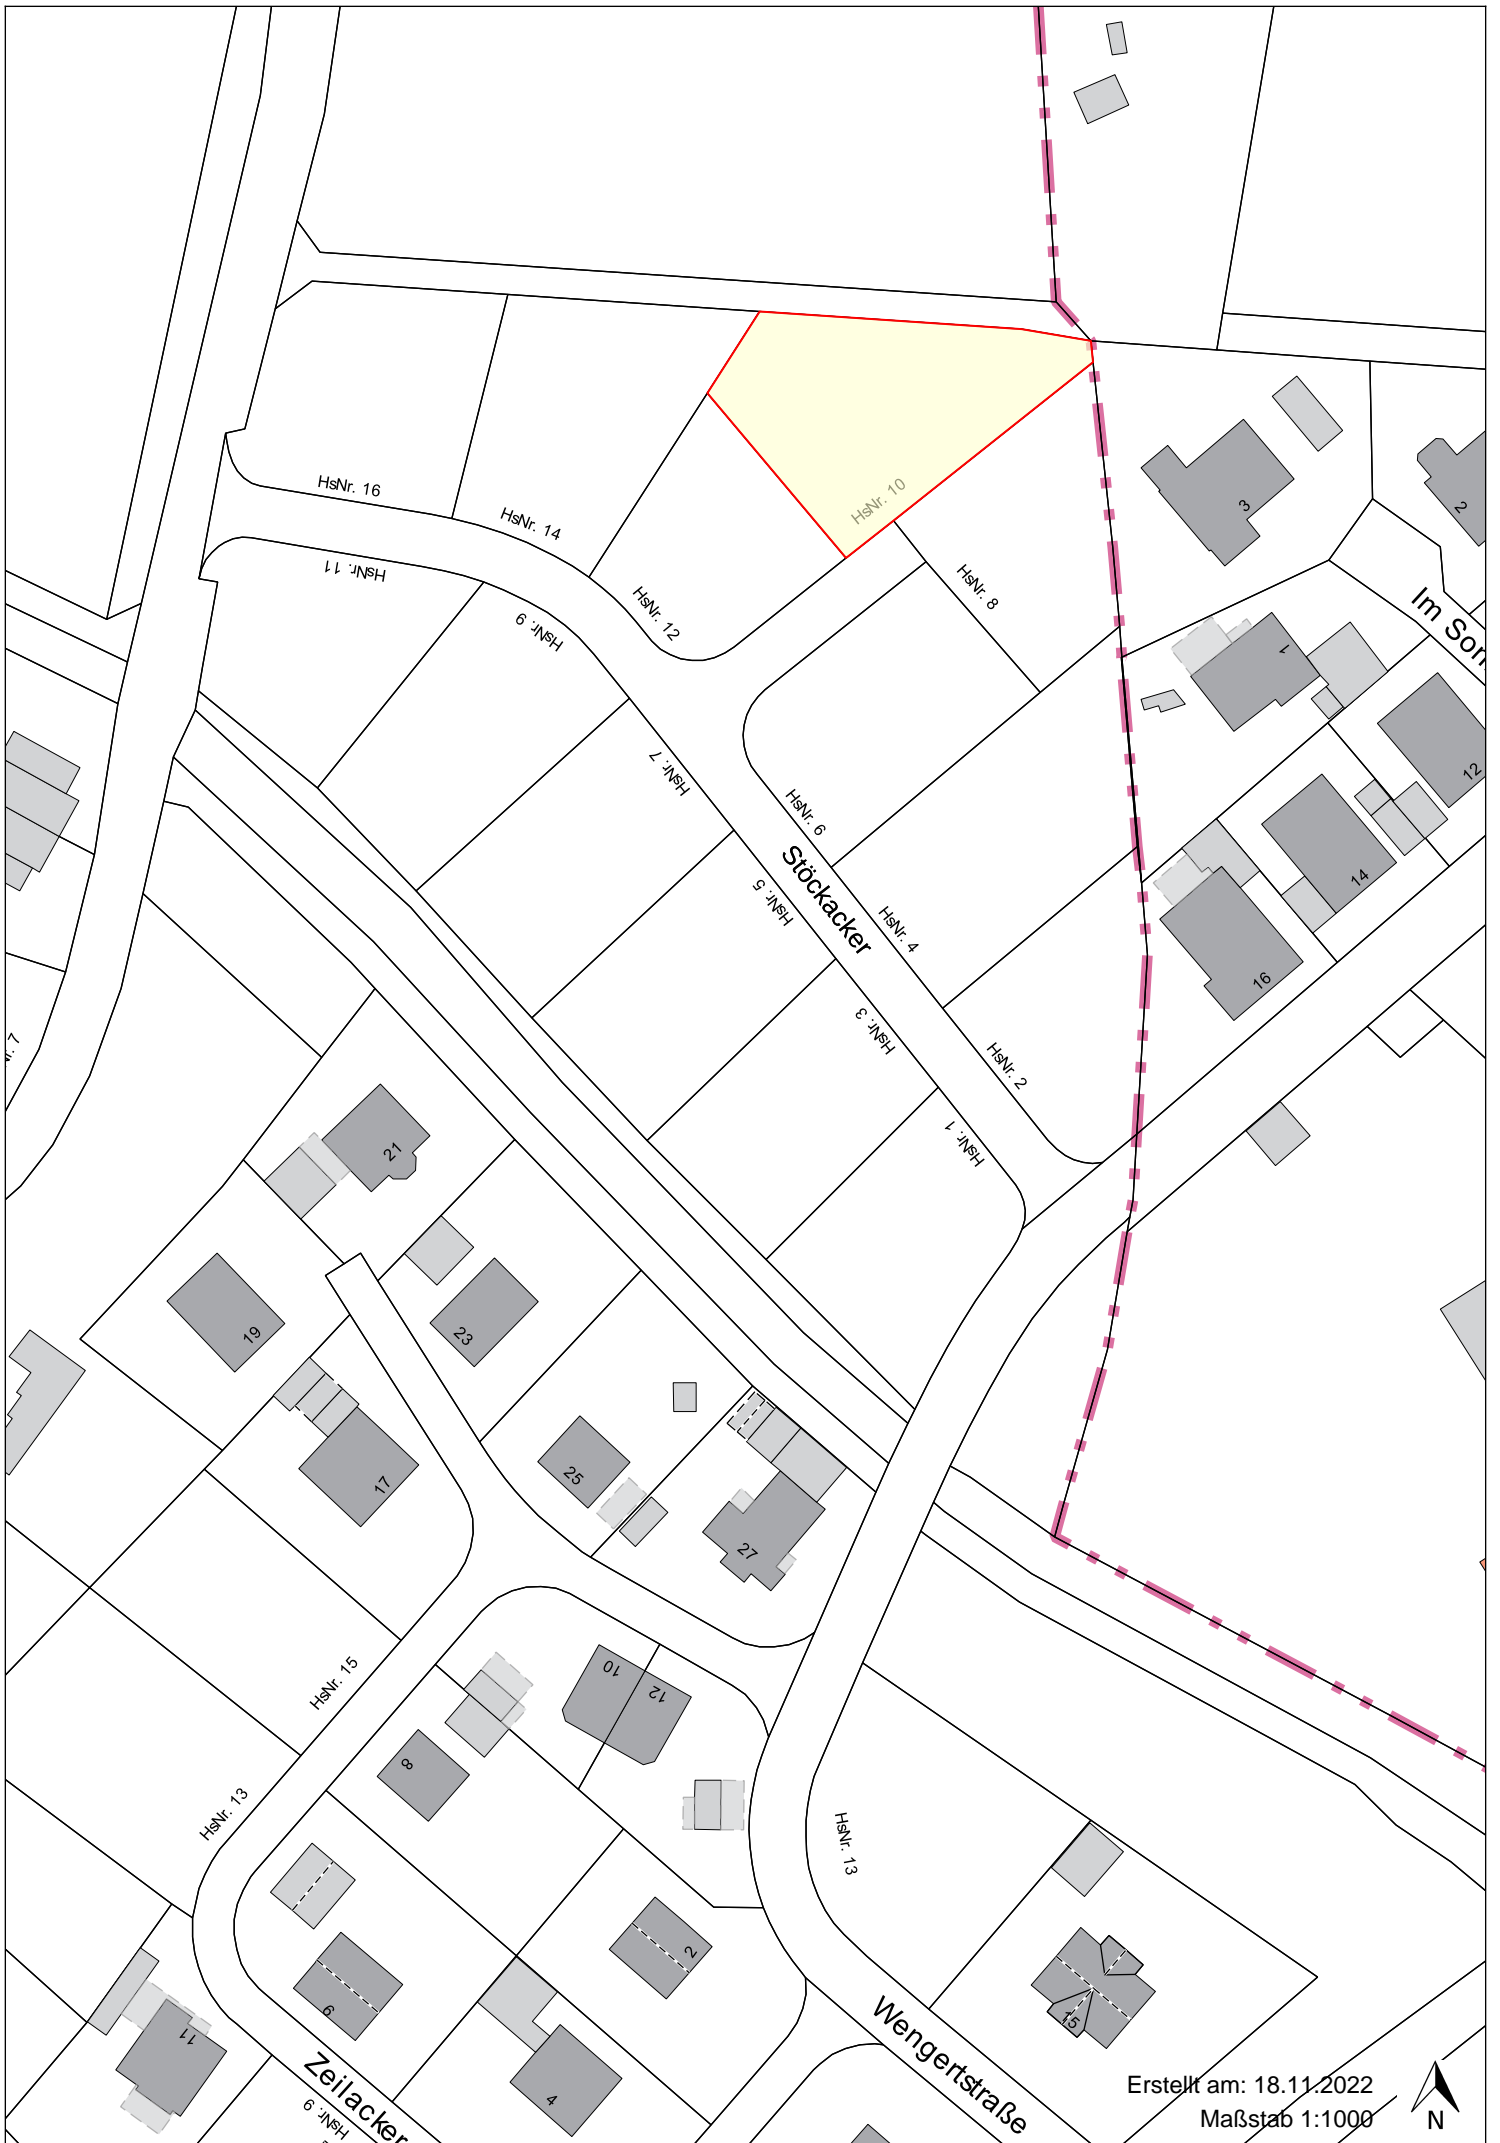 HsNr. 16
HsNr. 14
HsNr. 10
3
2
HsNr. 11
HsNr. 9
HsNr. 12
HsNr. 8
Im Son
1
12
HsNr. 7
HsNr. 6
HsNr. 5
Stöckacker
HsNr. 4
14
16
HsNr. 3
HsNr. 2
HsNr. 1
r. 7
21
19
23
17
25
27
HsNr. 15
10
12
8
HsNr. 13
HsNr. 13
2
6
15
11
4
Zeilacker
HsNr. 9
Wengertstraße
Erstellt am: 18.11.2022
Maßstab 1:1000
N